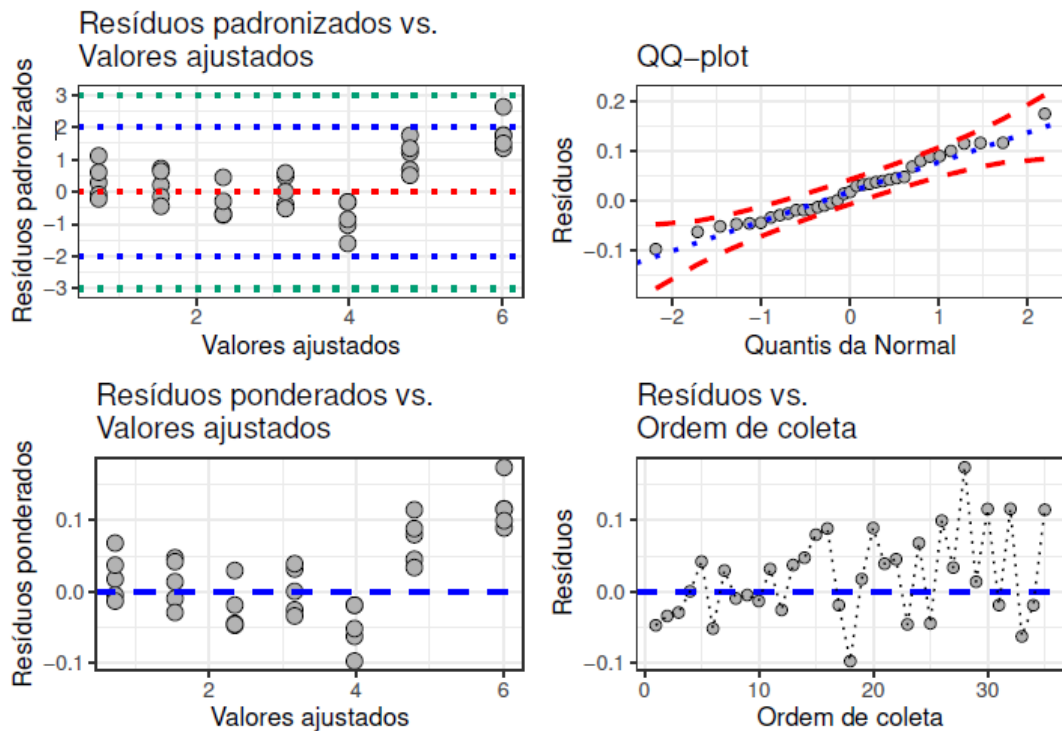 Resíduos padronizados vs.
Valores ajustados
Resíduos padronizados
3
2
1
0
−1
−2
−3
2
4
6
Valores ajustados
QQ−plot
Resíduos
0.2
0.1
0.0
−0.1
−2
−1
0
1
2
Quantis da Normal
Resíduos ponderados vs.
Valores ajustados
Resíduos ponderados
0.1
0.0
−0.1
2
4
6
Valores ajustados
Resíduos vs.
Ordem de coleta
Resíduos
0.1
0.0
−0.1
0
10
20
30
Ordem de coleta